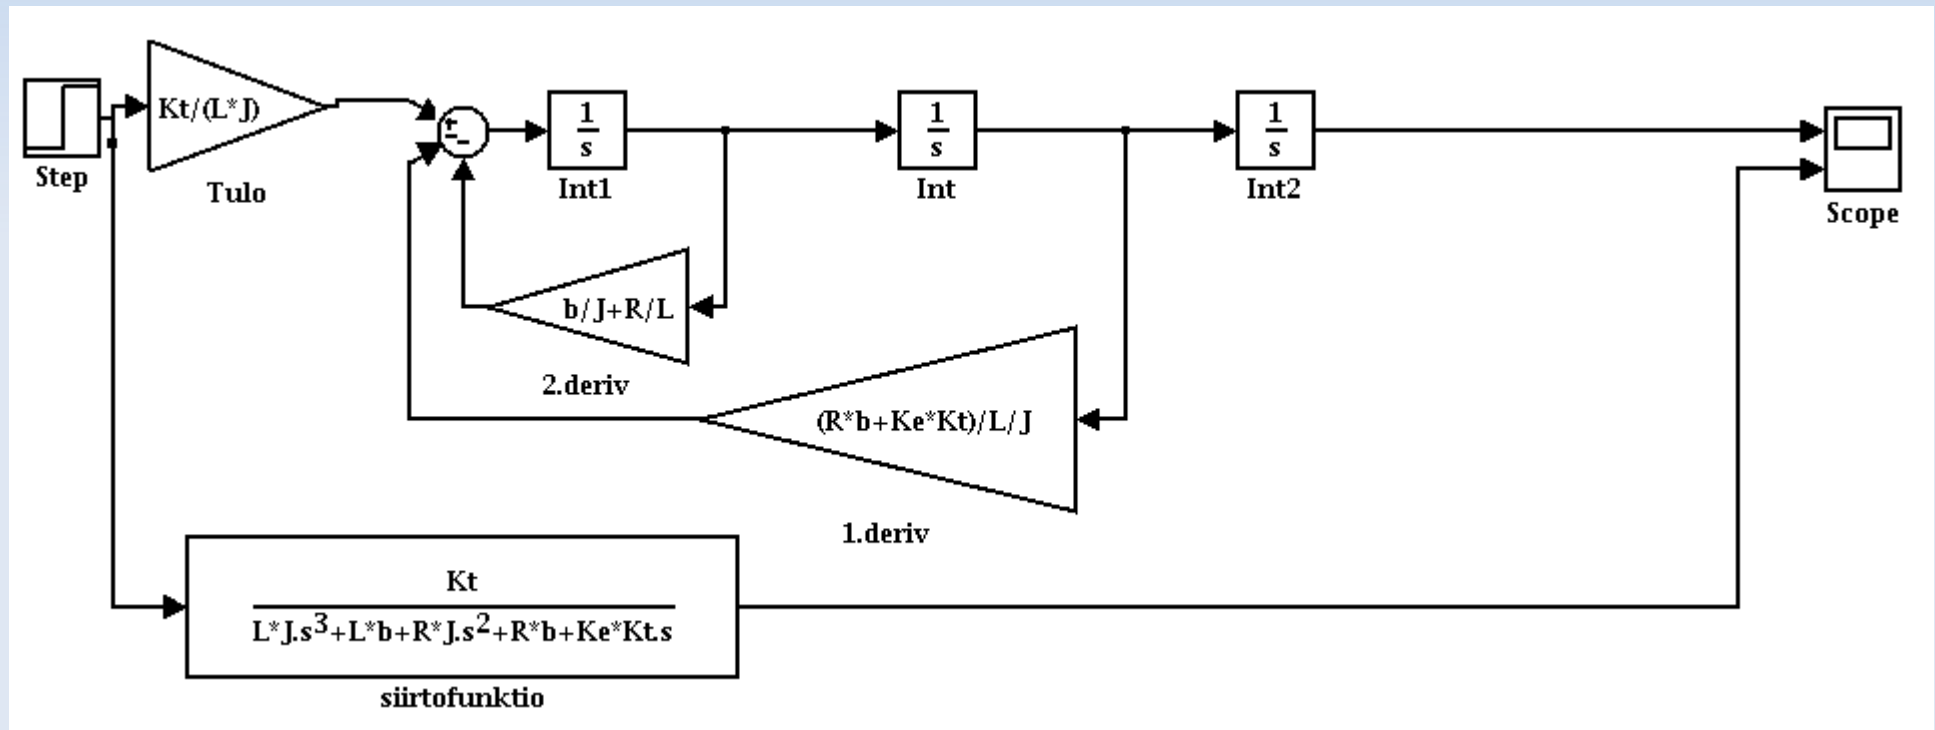 Step
Kt/(L*J)
Tulo
+
-
-
1
s
Int1
1
s
Int
1
s
Int2
Scope
b/J+R/L
2.deriv
(R*b+Ke*Kt)/L/J
1.deriv
Kt
L*J.s3+L*b+R*J.s2+R*b+Ke*Kt.s
siirtofunktio